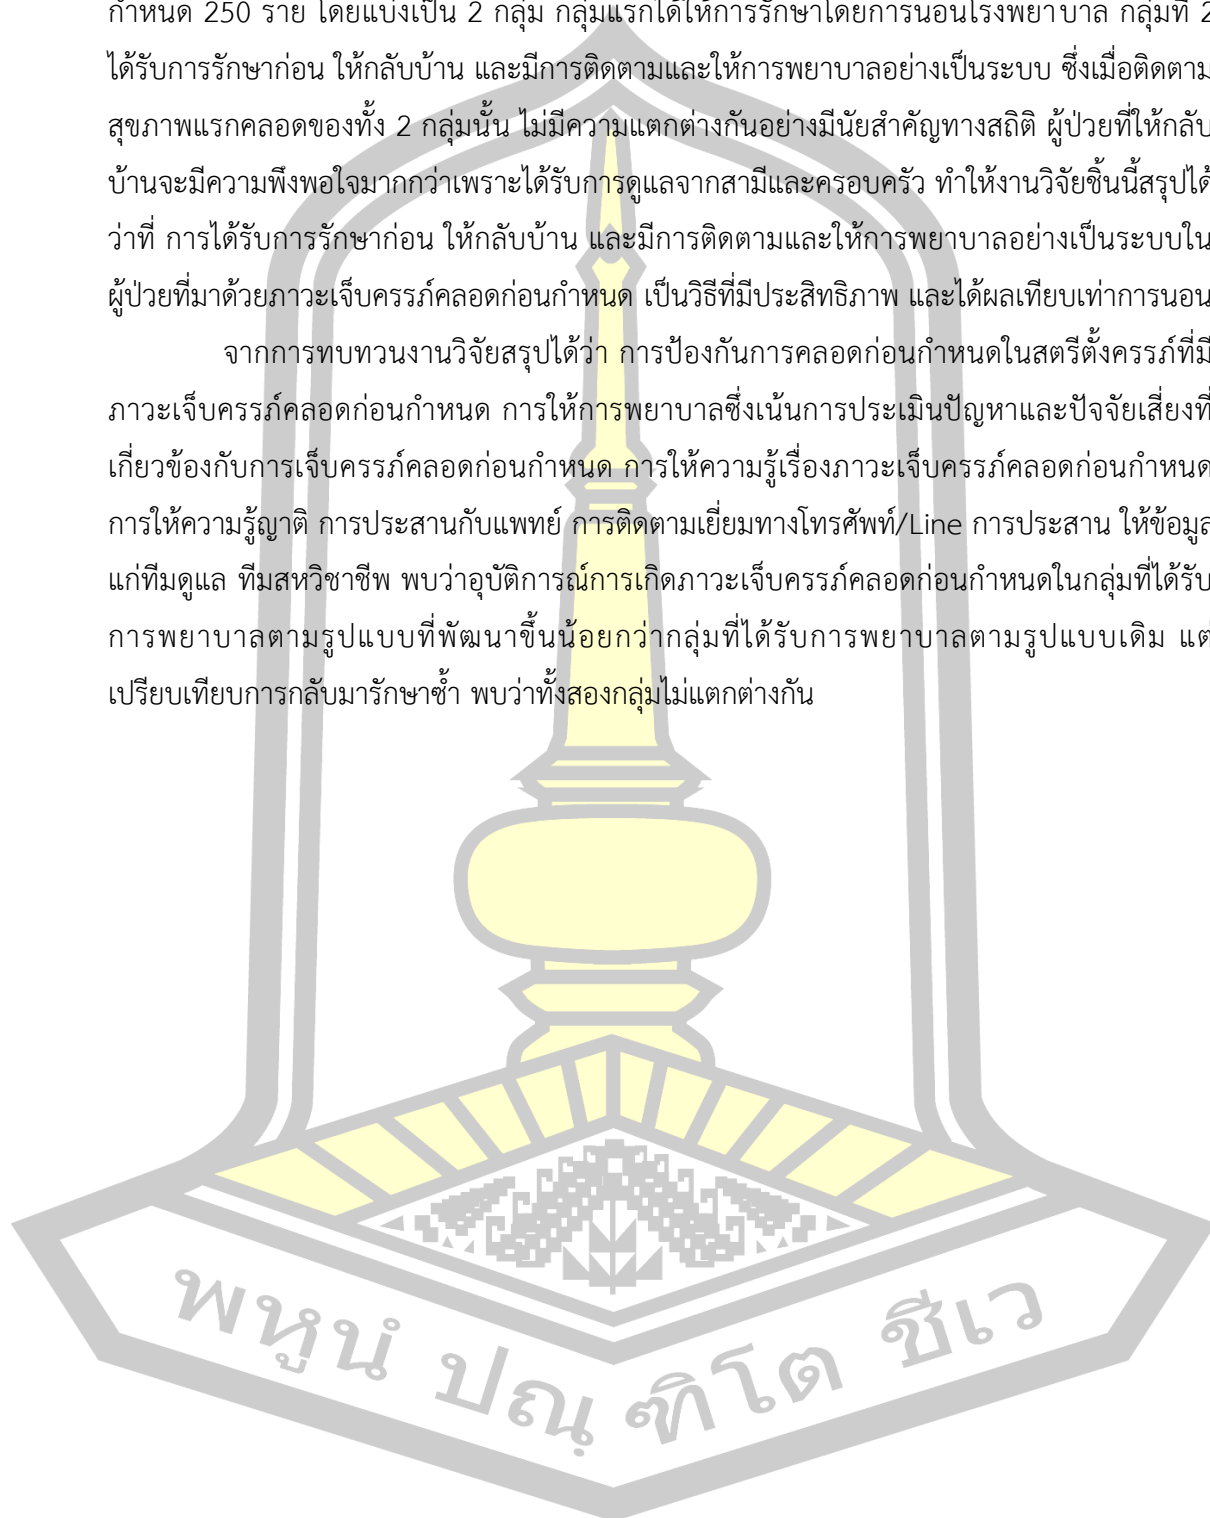 กำหนด 250 ราย โดยแบ่งเป็น 2 กลุ่ม กลุ่มแรกได้ให้การรักษาโดยการนอนโรงพยาบาล กลุ่มที่ 2
ได้รับการรักษาก่อน ให้กลับบ้าน และมีการติดตามและให้การพยาบาลอย่างเป็นระบบ ซึ่งเมื่อติดตาม
สุขภาพแรกคลอดของทั้ง 2 กลุ่มนั้น ไม่มีความแตกต่างกันอย่างมีนัยสำคัญทางสถิติ ผู้ป่วยที่ให้กลับ
บ้านจะมีความพึงพอใจมากกว่าเพราะได้รับการดูแลจากสามีและครอบครัว ทำให้งานวิจัยชิ้นนี้สรุปได้
ว่าที่ การได้รับการรักษาก่อน ให้กลับบ้าน และมีการติดตามและให้การพยาบาลอย่างเป็นระบบใน
ผู้ป่วยที่มาด้วยภาวะเจ็บครรภ์คลอดก่อนกำหนด เป็นวิธีที่มีประสิทธิภาพ และได้ผลเทียบเท่าการนอน
จากการทบทวนงานวิจัยสรุปได้ว่า การป้องกันการคลอดก่อนกำหนดในสตรีตั้งครรภ์ที่มี
ภาวะเจ็บครรภ์คลอดก่อนกำหนด การให้การพยาบาลซึ่งเน้นการประเมินปัญหาและปัจจัยเสี่ยงที่
เกี่ยวข้องกับการเจ็บครรภ์คลอดก่อนกำหนด การให้ความรู้เรื่องภาวะเจ็บครรภ์คลอดก่อนกำหนด
การให้ความรู้ญาติ การประสานกับแพทย์ การติดตามเยี่ยมทางโทรศัพท์/Line การประสาน ให้ข้อมูล
แก่ทีมดูแล ทีมสหวิชาชีพ พบว่าอุบัติการณ์การเกิดภาวะเจ็บครรภ์คลอดก่อนกำหนดในกลุ่มที่ได้รับ
การพยาบาลตามรูปแบบที่พัฒนาขึ้นน้อยกว่ากลุ่มที่ได้รับการพยาบาลตามรูปแบบเดิม แต่
เปรียบเทียบการกลับมารักษาซ้ำ พบว่าทั้งสองกลุ่มไม่แตกต่างกัน
พหูนํ ปณฺ ฑิโต ชีเว